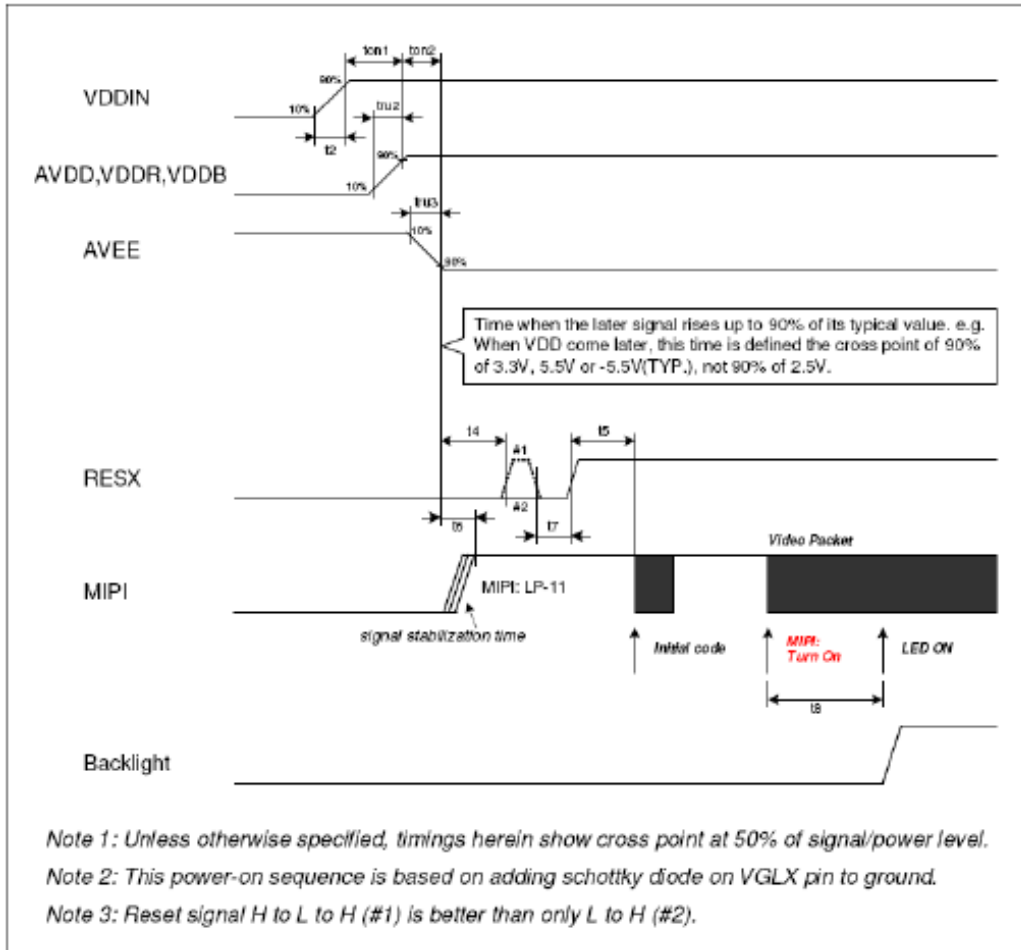 ton1 ton2
90%
VDDIN
10%
tru2
t2
90%
AVDD,VDDR,VDDB
10%
tru3
10%
AVEE
90%
Time when the later signal rises up to 90% of its typical value. e.g.
When VDD come later, this time is defined the cross point of 90%
of 3.3V, 5.5V or -5.5V(TYP.), not 90% of 2.5V.
t4 t5
#1
RESX
#2
t6 t7
Video Packet
MIPI
MIPI: LP-11
signal stabilization time
Initial code
MIPI:
Turn On
LED ON
t8
Backlight
Note 1: Unless otherwise specified, timings herein show cross point at 50% of signal/power level.
Note 2: This power-on sequence is based on adding schottky diode on VGLX pin to ground.
Note 3: Reset signal H to L to H (#1) is better than only L to H (#2).